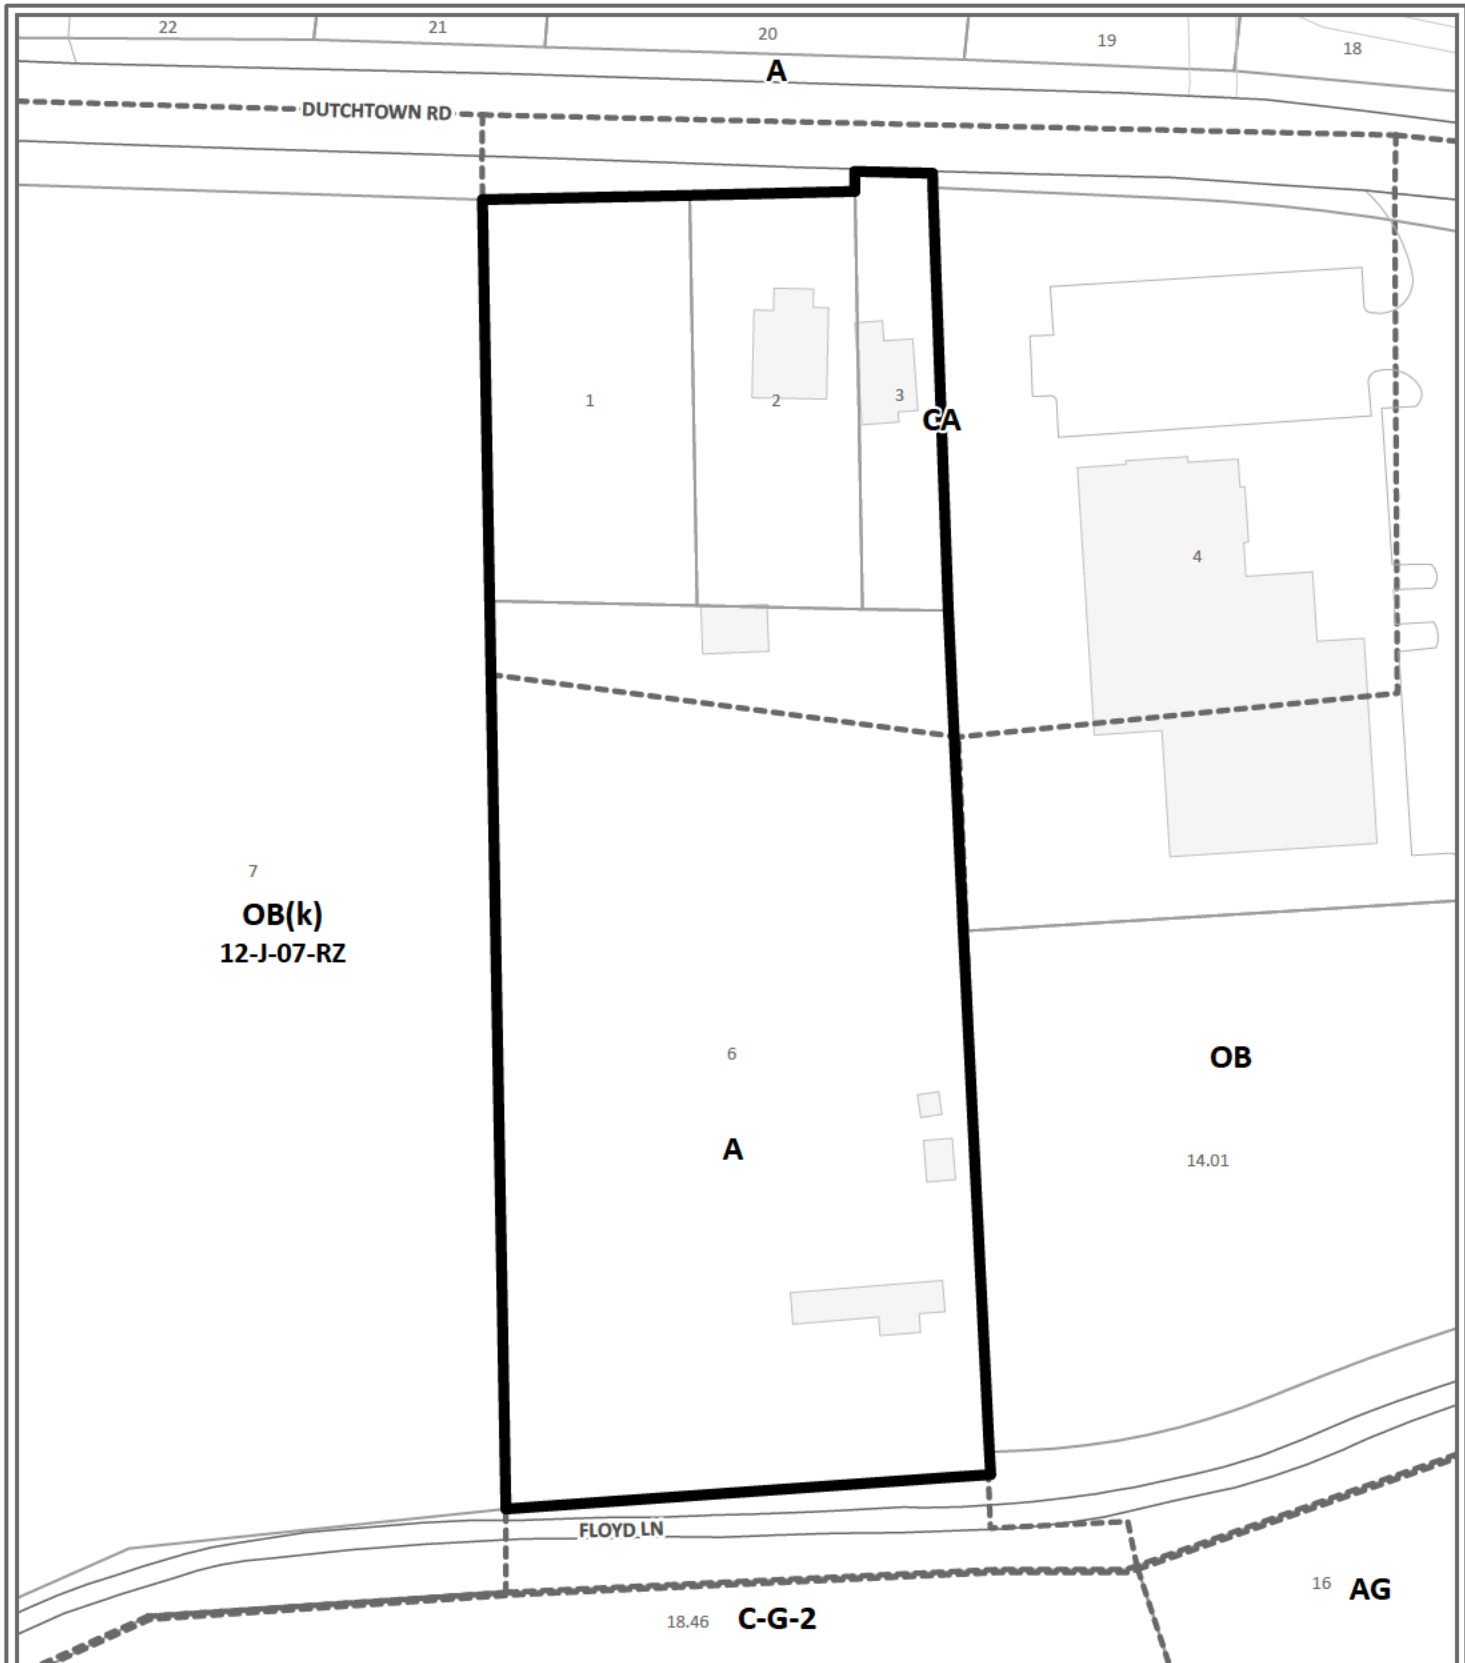 22
21
20
19
18
A
DUTCHTOWN RD
1
2
3
CA
4
7
OB(k)
12-J-07-RZ
6
OB
A
14.01
FLOYD LN
16
AG
18.46
C-G-2